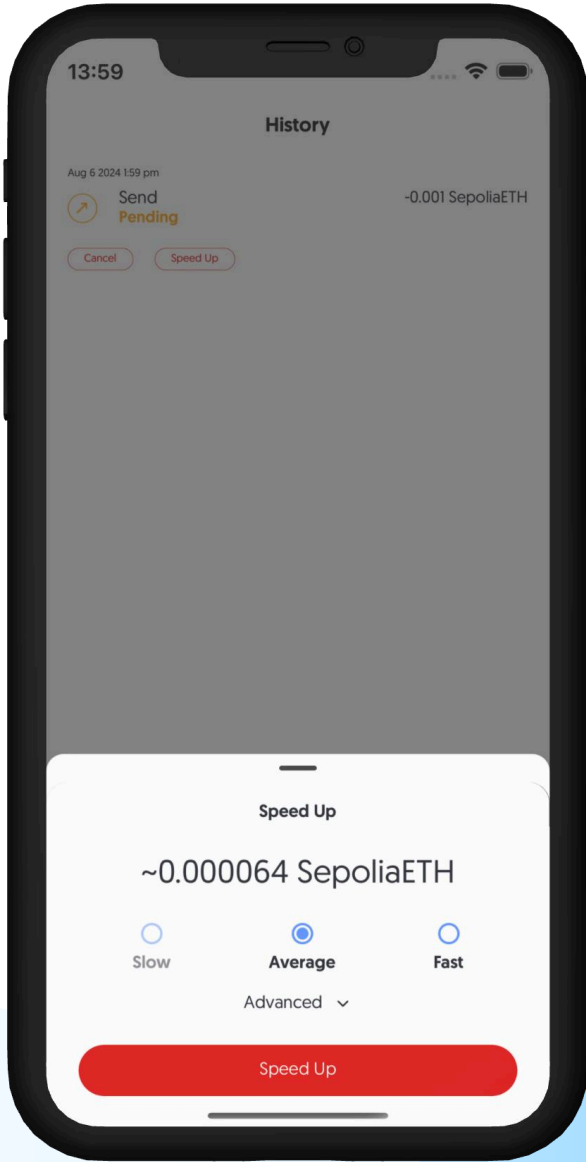 13:59
History
Aug 6 2024 1:59 pm
Send
-0.001 SepoliaETH
Pending
Cancel
Speed Up
Speed Up
~0.000064 SepoliaETH
Slow
Average
Fast
Advanced
Speed Up